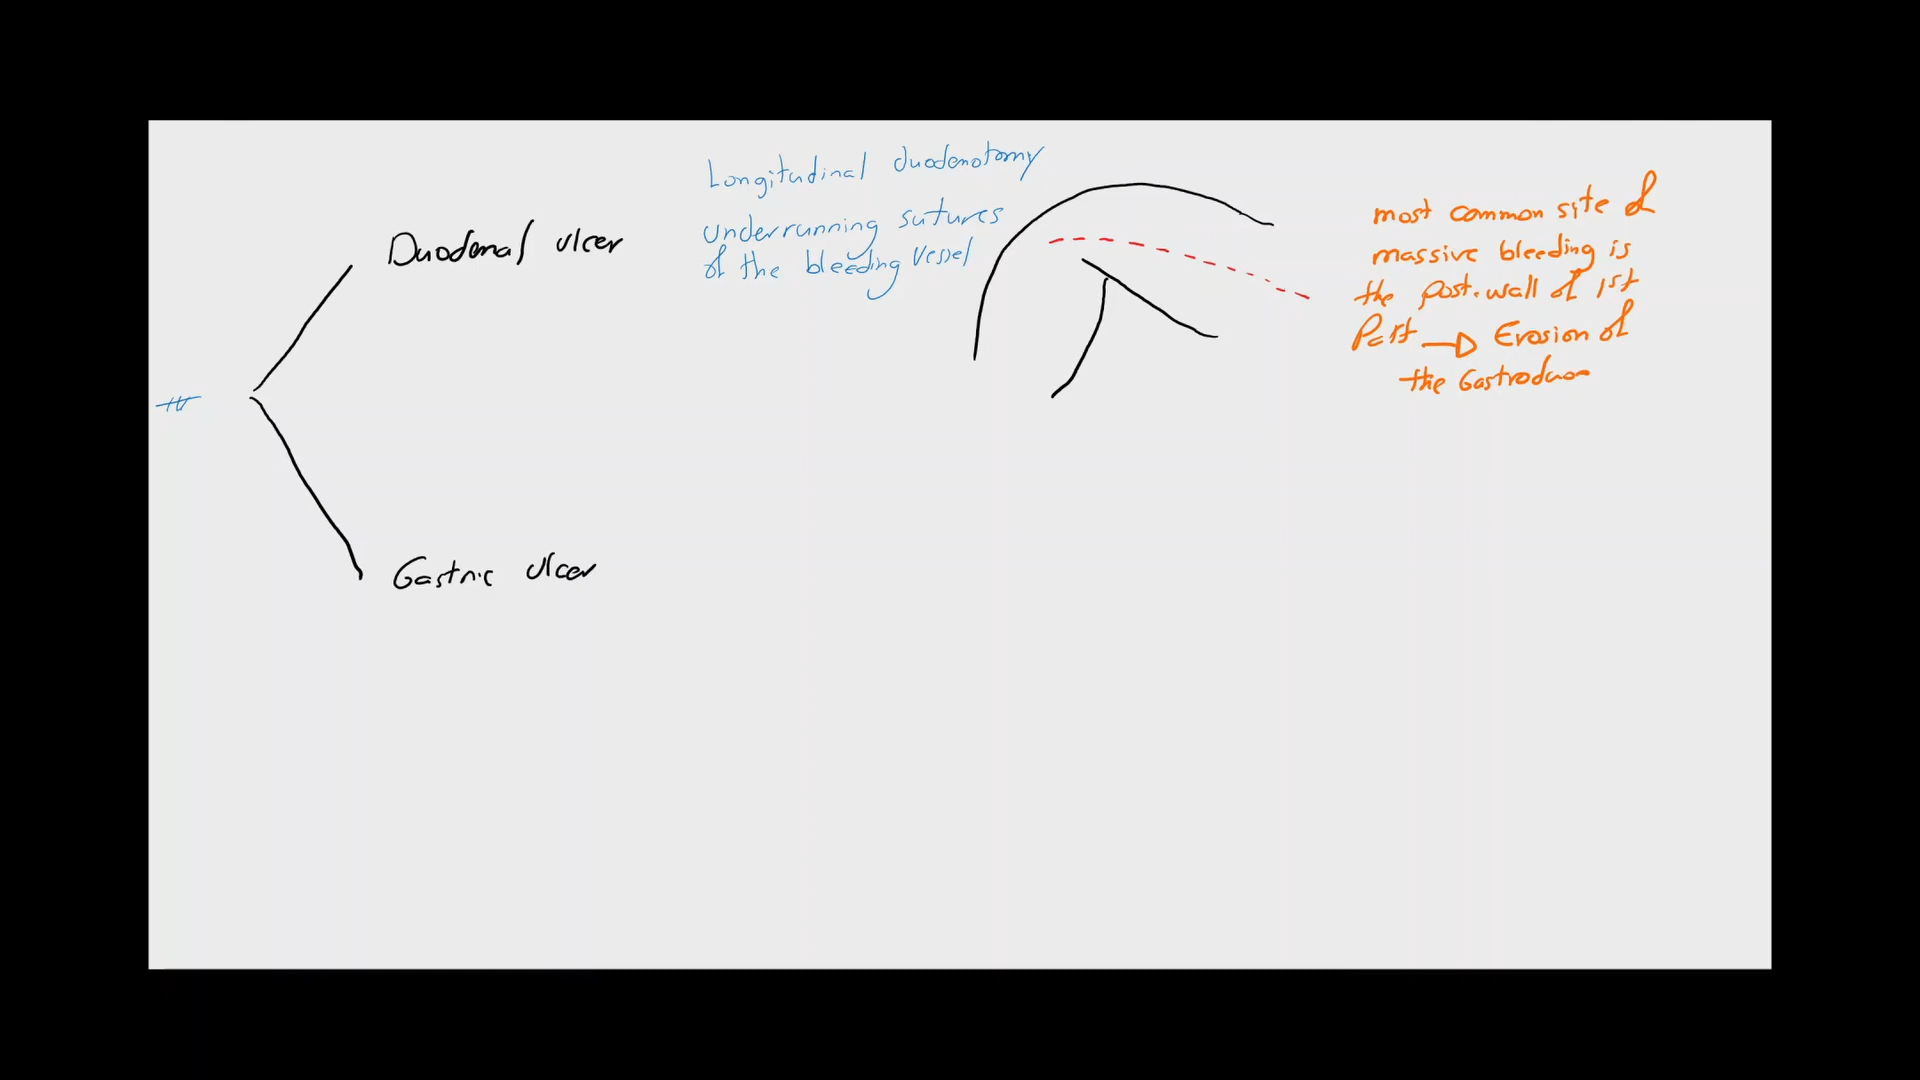 Longitudinal duodenotomy
underrunning sutures
of the bleeding vessel
Duodenal ulcer
Gastric ulcer
most common site of
massive bleeding is
the post. wall of 1st
Part → Erosion of
the Gastroduo